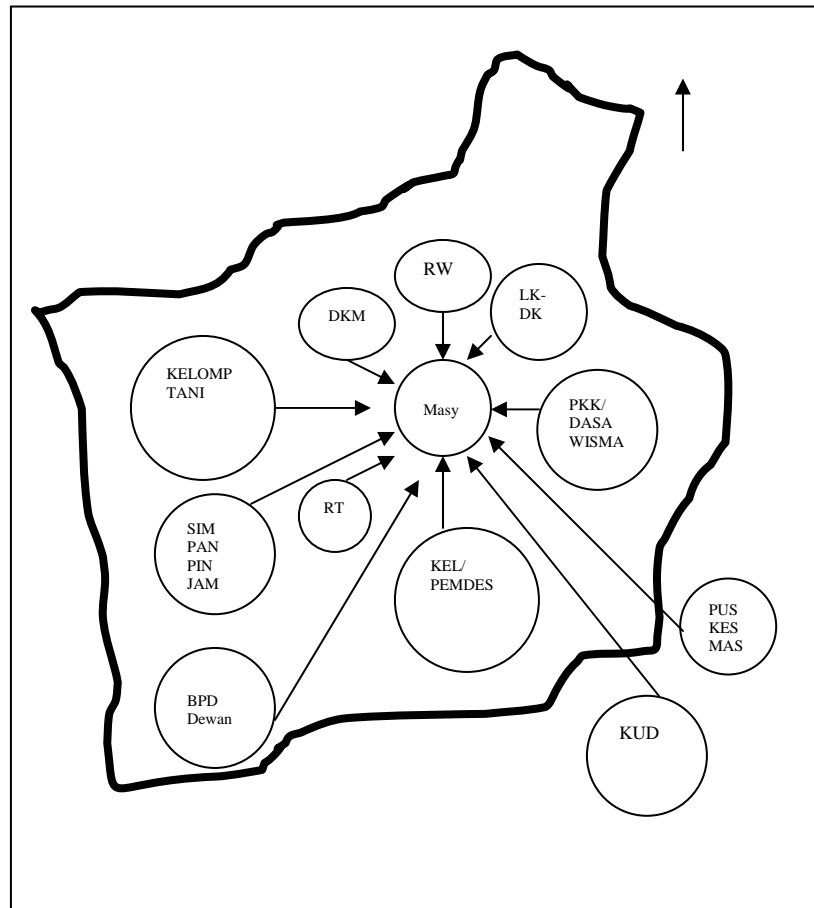 RW
LK-
DK
DKM
KELOMP
TANI
Masy
PKK/
DASA
WISMA
SIM
PAN
PIN
JAM
RT
KEL/
PEMDES
PUS
KES
MAS
BPD
Dewan
KUD